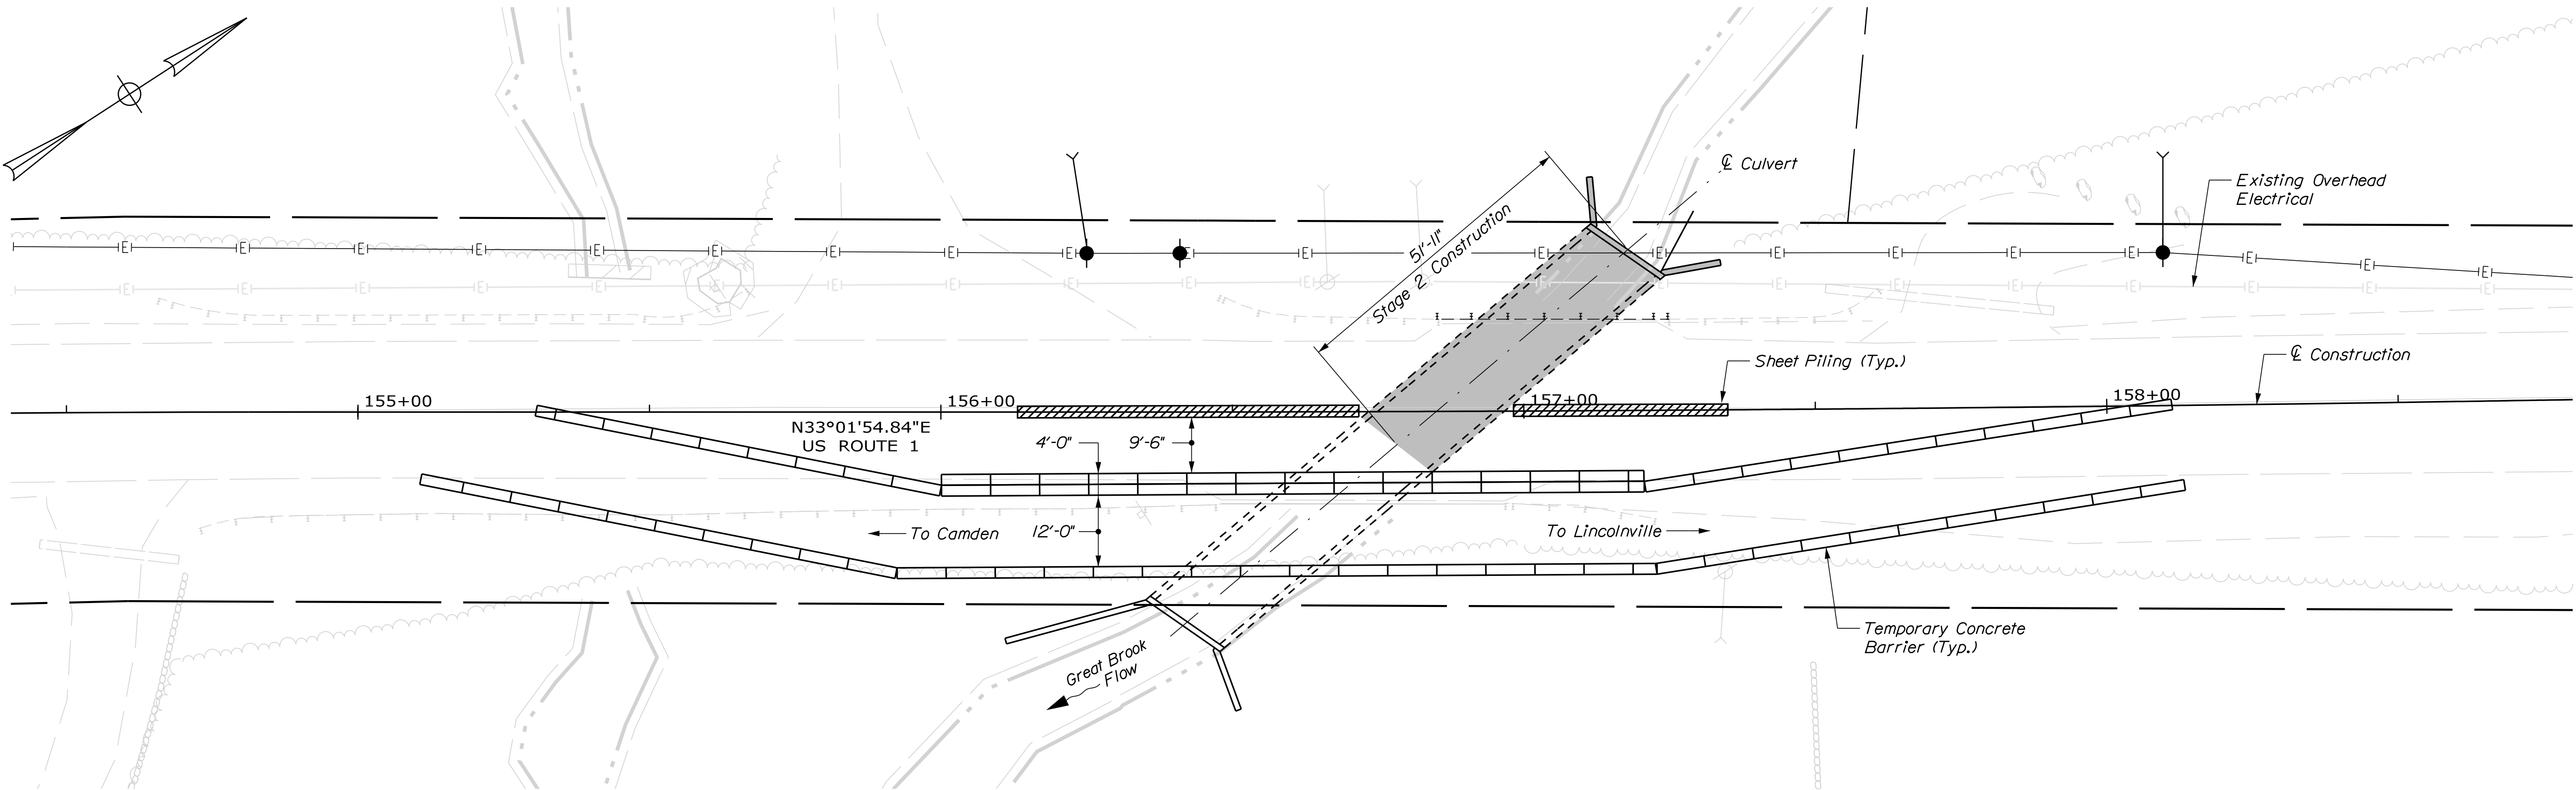 ℄ Culvert
Existing Overhead
Electrical
51'-11"
Stage 2 Construction
E E E E E E E E E E E E E E E E E E E E E E
E E E E E E E E E E E E E E E E E E E E E E
Sheet Piling (Typ.)
℄ Construction
155+00
156+00
157+00
158+00
N33°01'54.84"E
US ROUTE 1
4'-0"
9'-6"
To Camden
12'-0"
To Lincolnville
Temporary Concrete
Barrier (Typ.)
Great Brook
Flow